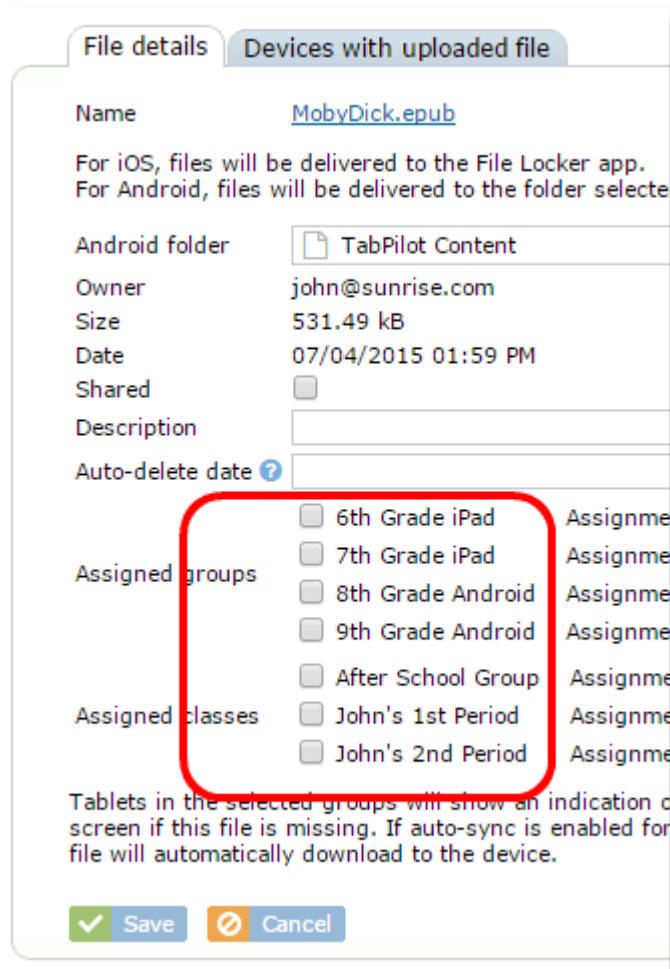 File details
Devices with uploaded file
Name MobyDick.epub
For iOS, files will be delivered to the File Locker app.
For Android, files will be delivered to the folder selecte
Android folder TabPilot Content
Owner john@sunrise.com
Size 531.49 kB
Date 07/04/2015 01:59 PM
Shared
Description
Auto-delete date ?
Assigned groups
6th Grade iPad Assignme
7th Grade iPad Assignme
8th Grade Android Assignme
9th Grade Android Assignme
Assigned classes
After School Group Assignme
John's 1st Period Assignme
John's 2nd Period Assignme
Tablets in the selected groups will show an indication
screen if this file is missing. If auto-sync is enabled for
file will automatically download to the device.
Save Cancel